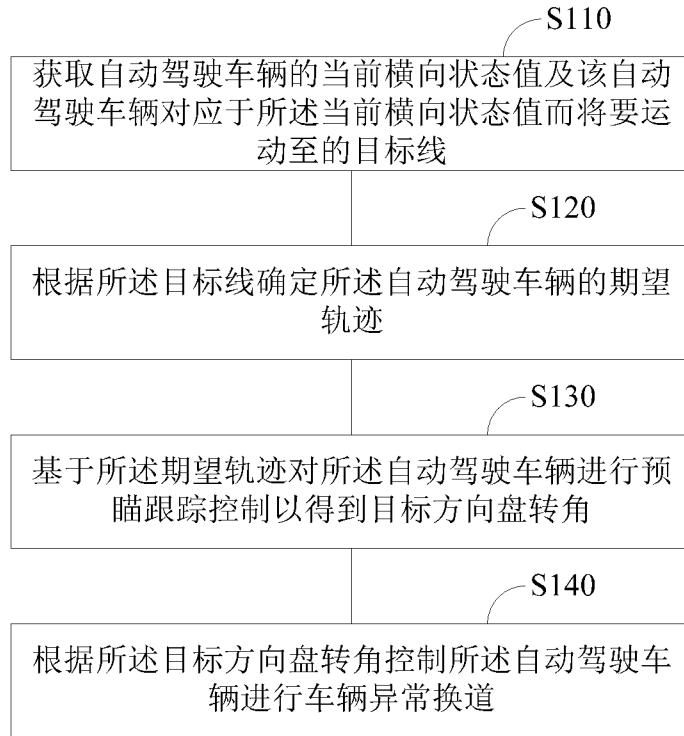 S110
获取自动驾驶车辆的当前横向状态值及该自动
驾驶车辆对应于所述当前横向状态值而将要运
动至的目标线
S120
根据所述目标线确定所述自动驾驶车辆的期望
轨迹
S130
基于所述期望轨迹对所述自动驾驶车辆进行预
瞄跟踪控制以得到目标方向盘转角
S140
根据所述目标方向盘转角控制所述自动驾驶车
辆进行车辆异常换道